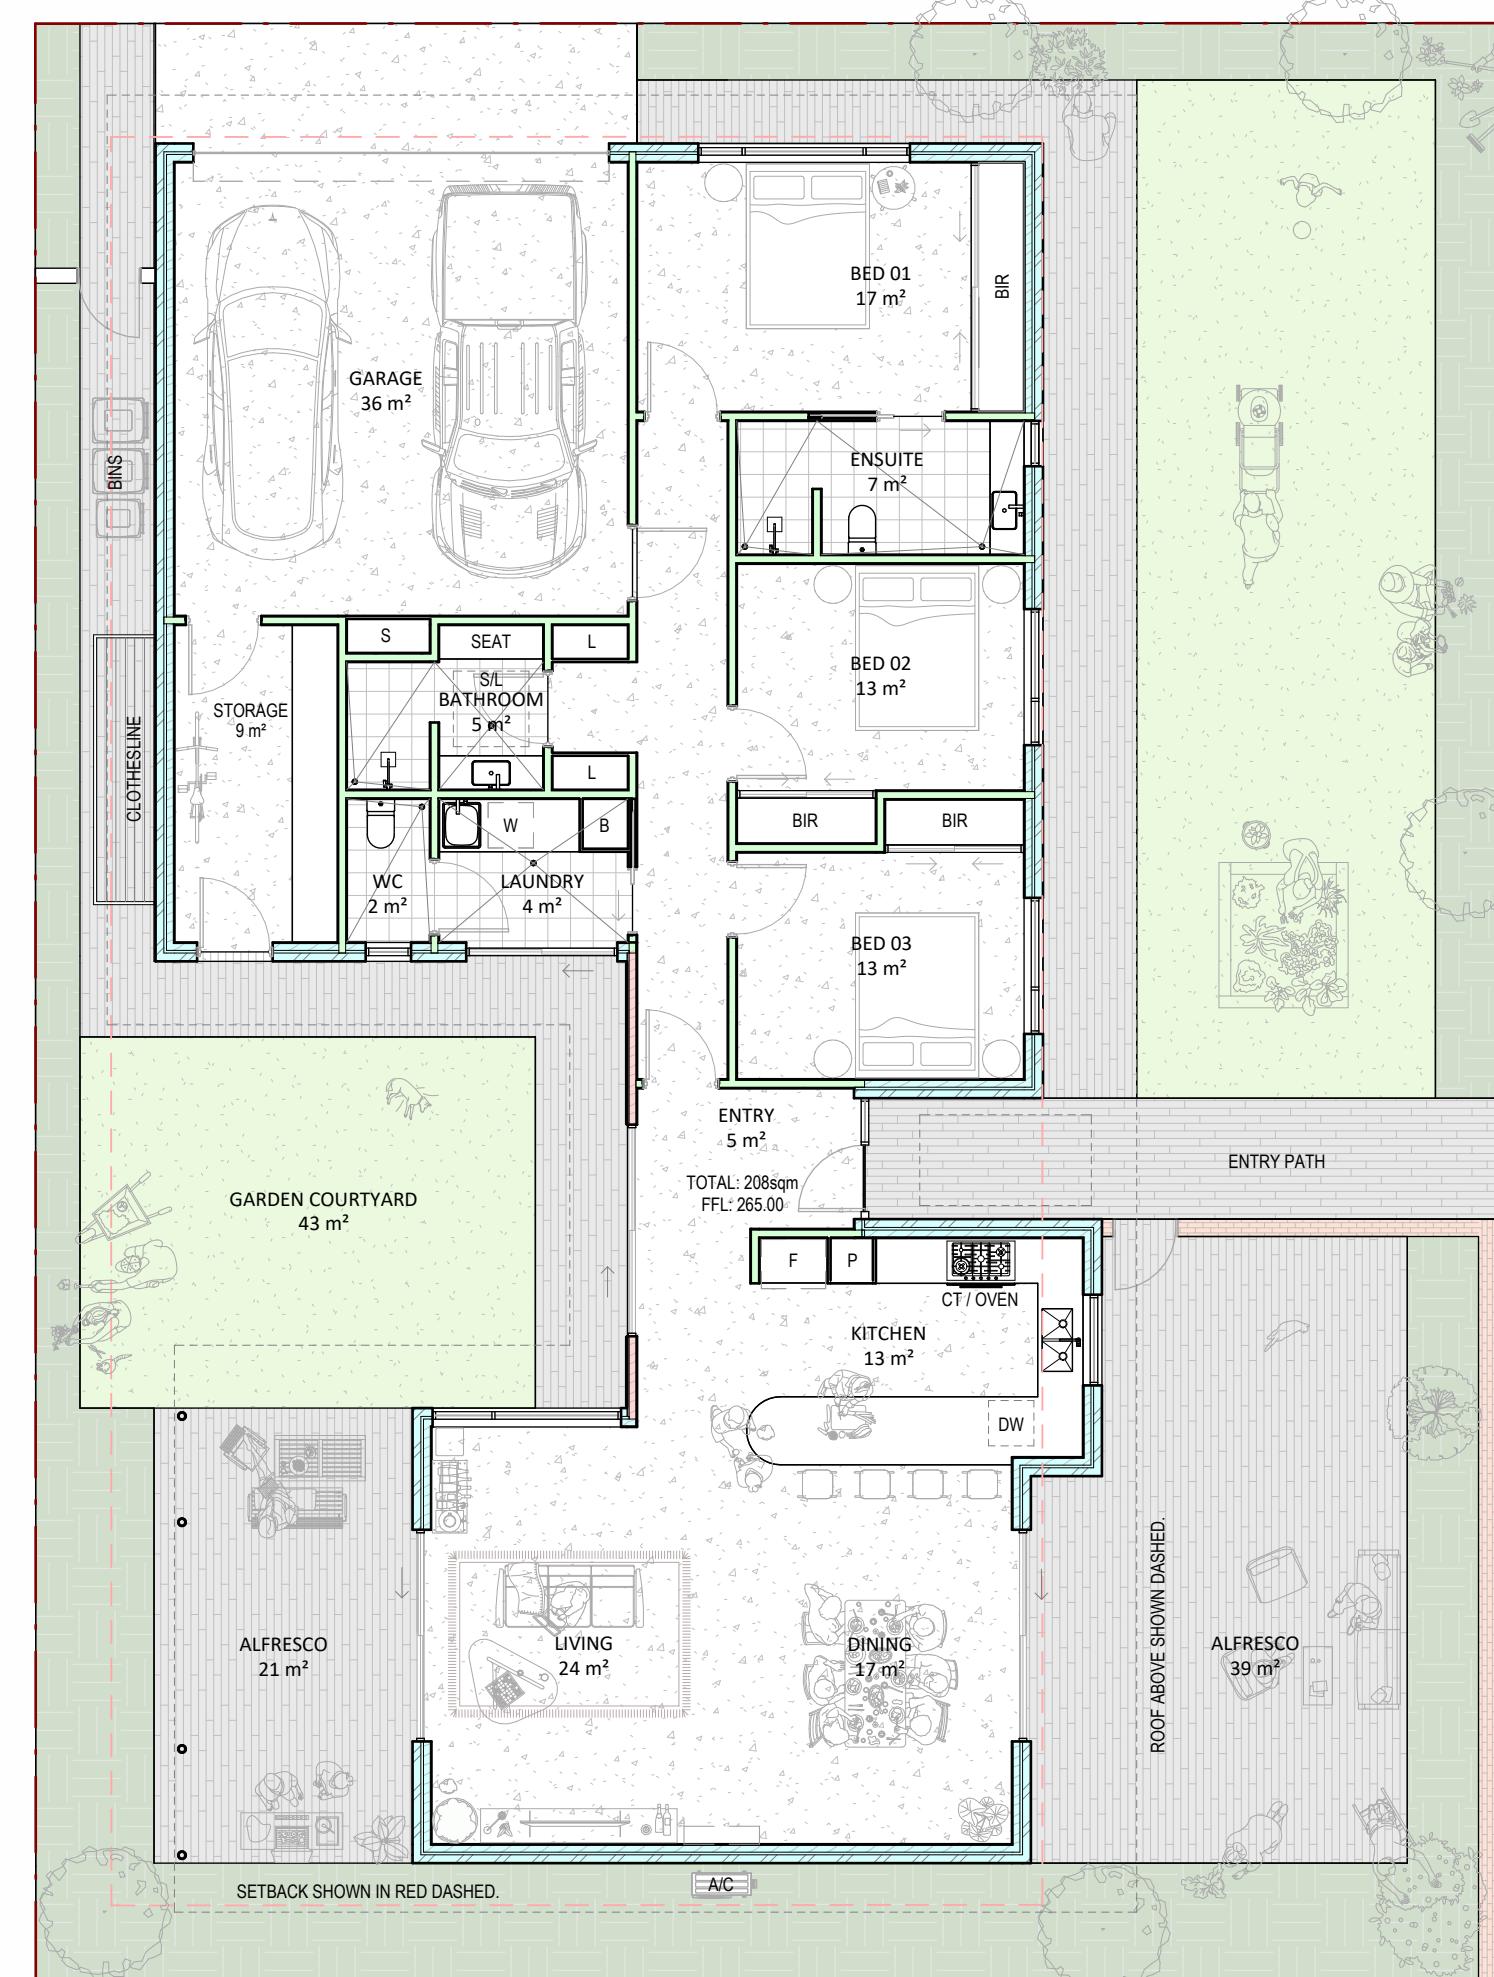 BED 01
17 m²
BIR
GARAGE
36 m²
ENSUITE
7 m²
BINS
S
SEAT
L
BED 02
13 m²
S/L
BATHROOM
5 m²
STORAGE
9 m²
CLOTHESLINE
L
W
B
BIR
BIR
WC
2 m²
LAUNDRY
4 m²
BED 03
13 m²
ENTRY
5 m²
ENTRY PATH
TOTAL: 208sqm
FFL: 265.00
GARDEN COURTYARD
43 m²
F
P
CT / OVEN
KITCHEN
13 m²
DW
ROOF ABOVE SHOWN DASHED.
ALFRESCO
21 m²
LIVING
24 m²
DINING
17 m²
ALFRESCO
39 m²
A/C
SETBACK SHOWN IN RED DASHED.